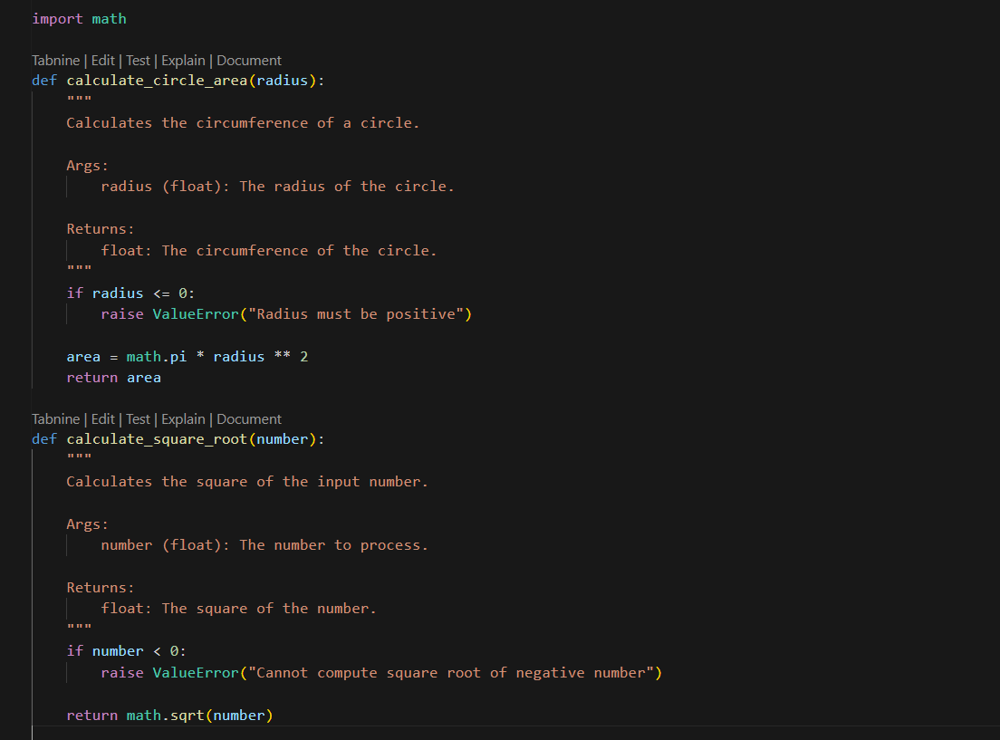 import math
Tabnine | Edit | Test | Explain | Document
def calculate_circle_area(radius):
    """
    Calculates the circumference of a circle.
    Args:
        radius (float): The radius of the circle.
    Returns:
        float: The circumference of the circle.
    """
    if radius <= 0:
        raise ValueError("Radius must be positive")
    area = math.pi * radius ** 2
    return area
Tabnine | Edit | Test | Explain | Document
def calculate_square_root(number):
    """
    Calculates the square of the input number.
    Args:
        number (float): The number to process.
    Returns:
        float: The square of the number.
    """
    if number < 0:
        raise ValueError("Cannot compute square root of negative number")
    return math.sqrt(number)